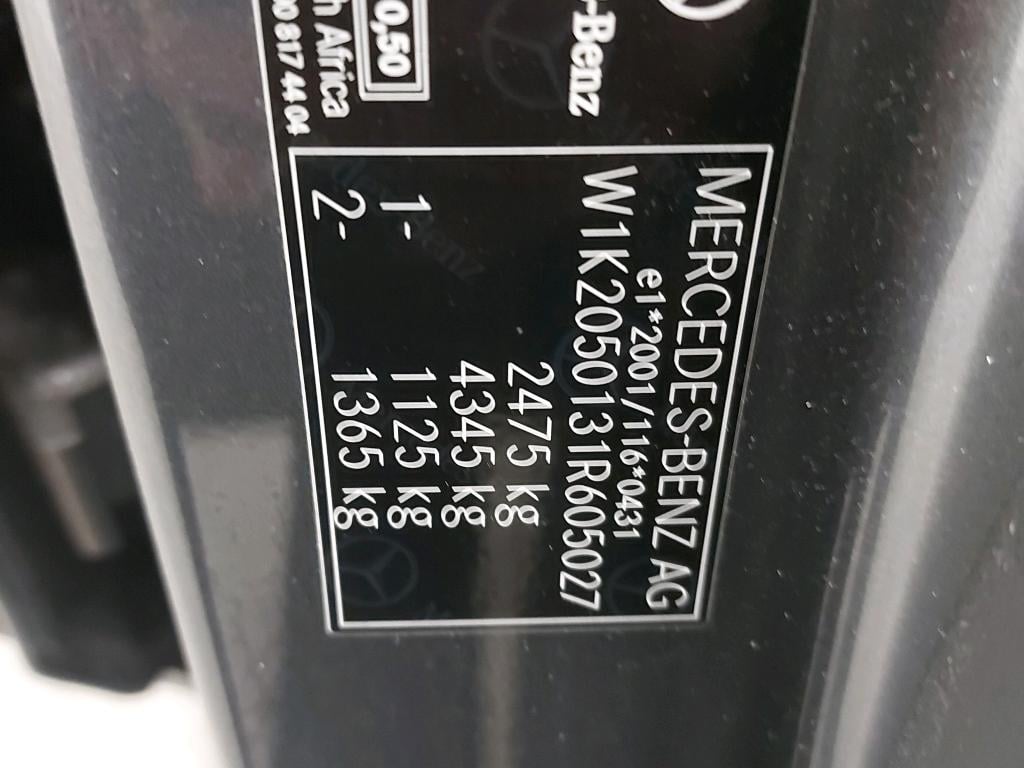 -Benz
0,50
h Africa
00 817 44 04
MERCEDES-BENZ AG
e1*2001/116*0431
W1K2050131R605027
2475 kg
4345 kg
1- 1125 kg
2- 1365 kg